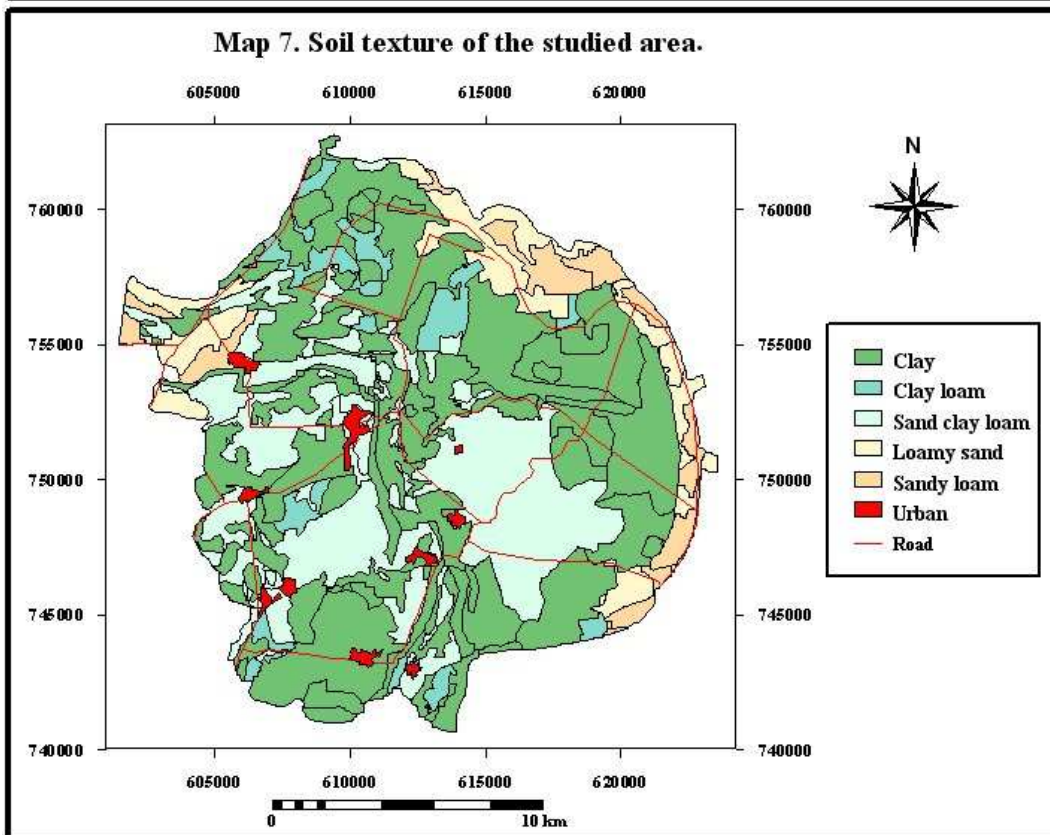 Map 7. Soil texture of the studied area.
605000 610000 615000 620000
N
760000 760000
755000 755000
750000 750000
745000 745000
740000 740000
Clay
Clay loam
Sand clay loam
Loamy sand
Sandy loam
Urban
Road
605000 610000 615000 620000
0 10 km